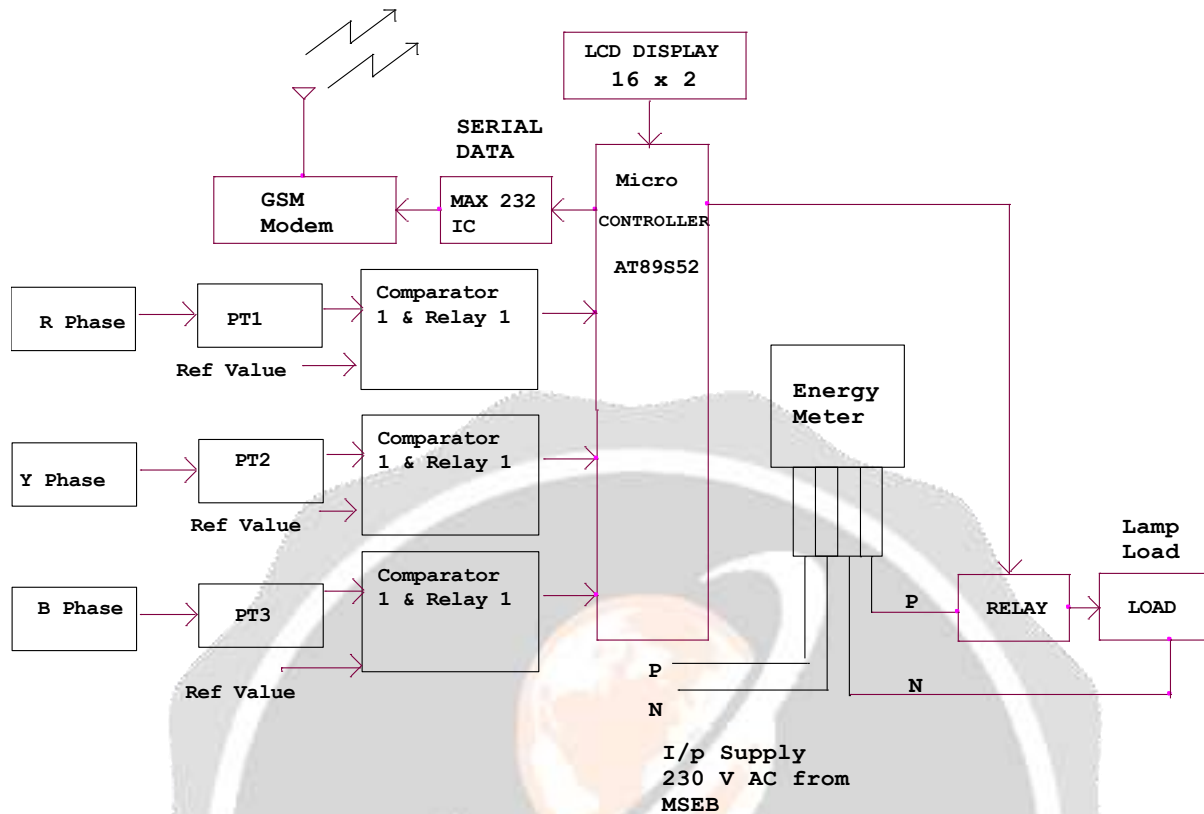 LCD DISPLAY
16 x 2
SERIAL
DATA
GSM
Modem
MAX 232
IC
Micro
CONTROLLER
AT89S52
R Phase
PT1
Comparator
1 & Relay 1
Ref Value
Y Phase
PT2
Comparator
1 & Relay 1
Ref Value
B Phase
PT3
Comparator
1 & Relay 1
Ref Value
Energy
Meter
Lamp
Load
P
RELAY
LOAD
P
N
N
I/p Supply
230 V AC from
MSEB